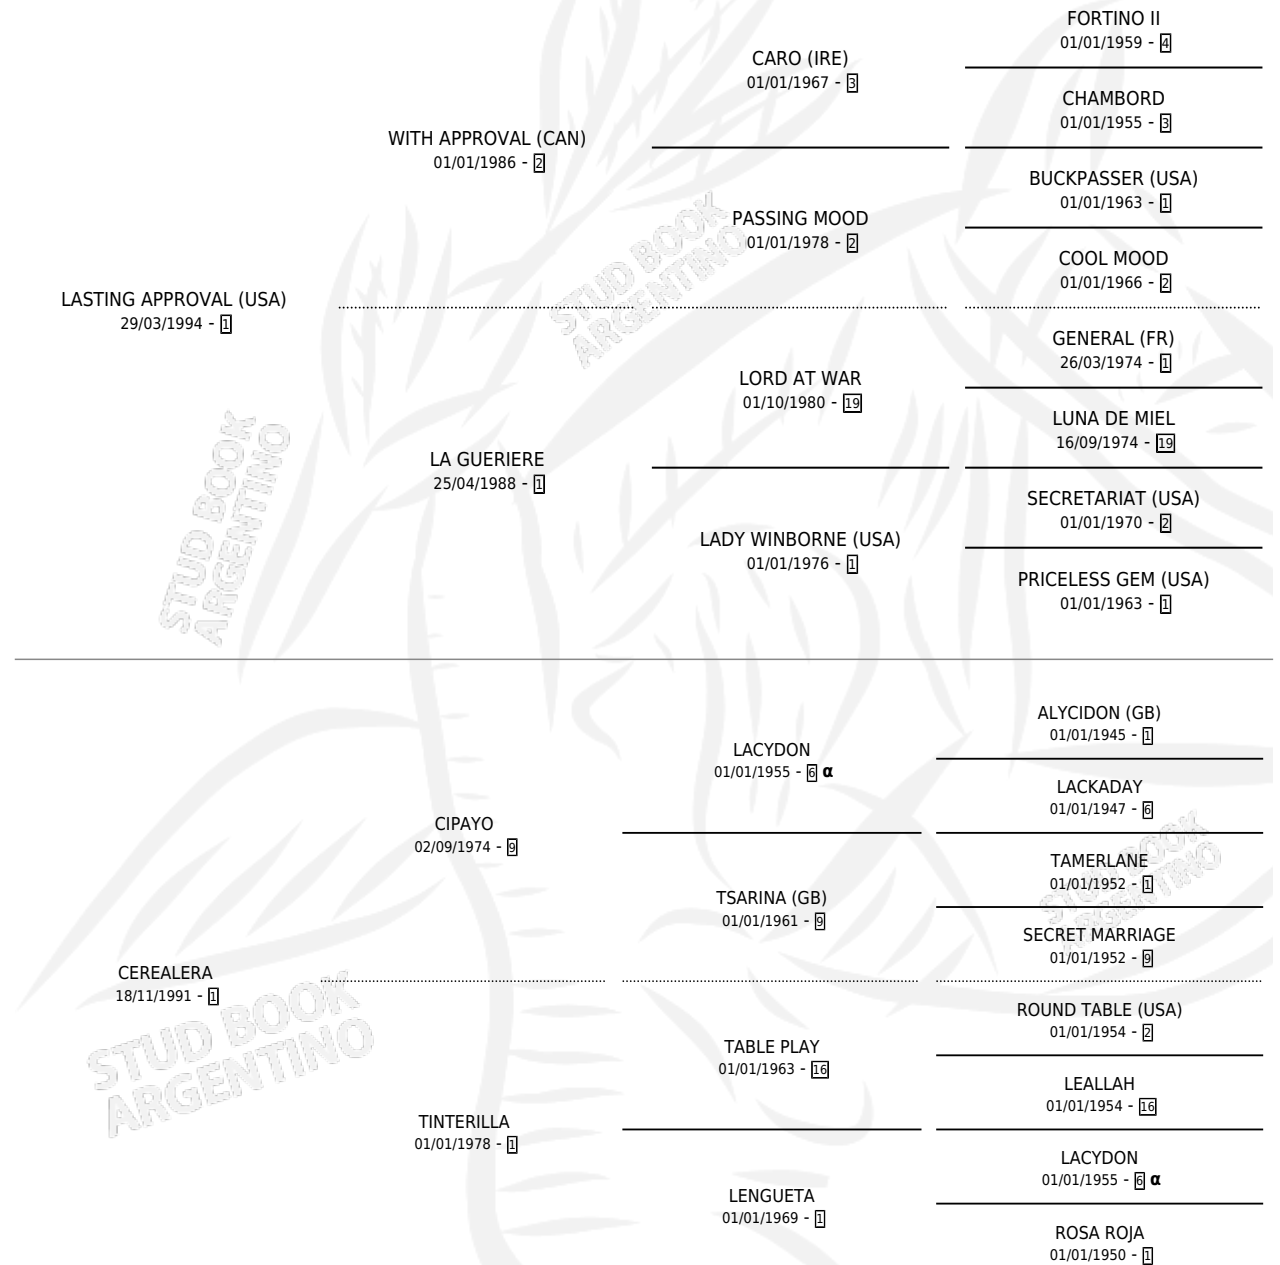 FORTINO II
01/01/1959 - 4
CARO (IRE)
01/01/1967 - 3
CHAMBORD
01/01/1955 - 3
WITH APPROVAL (CAN)
01/01/1986 - 2
BUCKPASSER (USA)
01/01/1963 - 1
PASSING MOOD
01/01/1978 - 2
COOL MOOD
01/01/1966 - 2
LASTING APPROVAL (USA)
29/03/1994 - 1
GENERAL (FR)
26/03/1974 - 1
LORD AT WAR
01/10/1980 - 19
LUNA DE MIEL
16/09/1974 - 19
LA GUERIERE
25/04/1988 - 1
SECRETARIAT (USA)
01/01/1970 - 2
LADY WINBORNE (USA)
01/01/1976 - 1
PRICELESS GEM (USA)
01/01/1963 - 1
ALYCIDON (GB)
01/01/1945 - 1
LACYDON
01/01/1955 - 6 α
LACKADAY
01/01/1947 - 6
CIPAYO
02/09/1974 - 9
TAMERLANE
01/01/1952 - 1
TSARINA (GB)
01/01/1961 - 9
SECRET MARRIAGE
01/01/1952 - 9
CEREALERA
18/11/1991 - 1
ROUND TABLE (USA)
01/01/1954 - 2
TABLE PLAY
01/01/1963 - 16
LEALLAH
01/01/1954 - 16
TINTERILLA
01/01/1978 - 1
LACYDON
01/01/1955 - 6 α
LENGUETA
01/01/1969 - 1
ROSA ROJA
01/01/1950 - 1
STUD BOOK
ARGENTINO
STUD BOOK
ARGENTINO
STUD BOOK
ARGENTINO
STUD BOOK
ARGENTINO